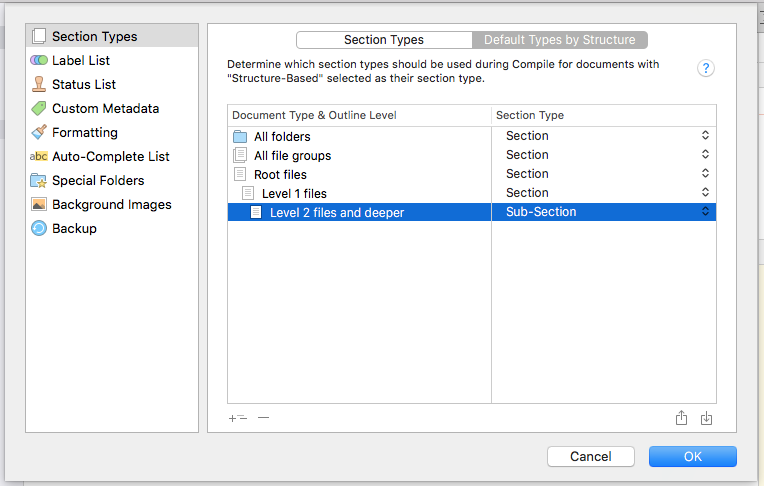 Section Types
Label List
Status List
Custom Metadata
Formatting
abc Auto-Complete List
Special Folders
Background Images
Backup
Section Types Default Types by Structure
Determine which section types should be used during Compile for documents with
"Structure-Based" selected as their section type.
?
Document Type & Outline Level Section Type
All folders Section
All file groups Section
Root files Section
Level 1 files Section
Level 2 files and deeper Sub-Section
Cancel OK